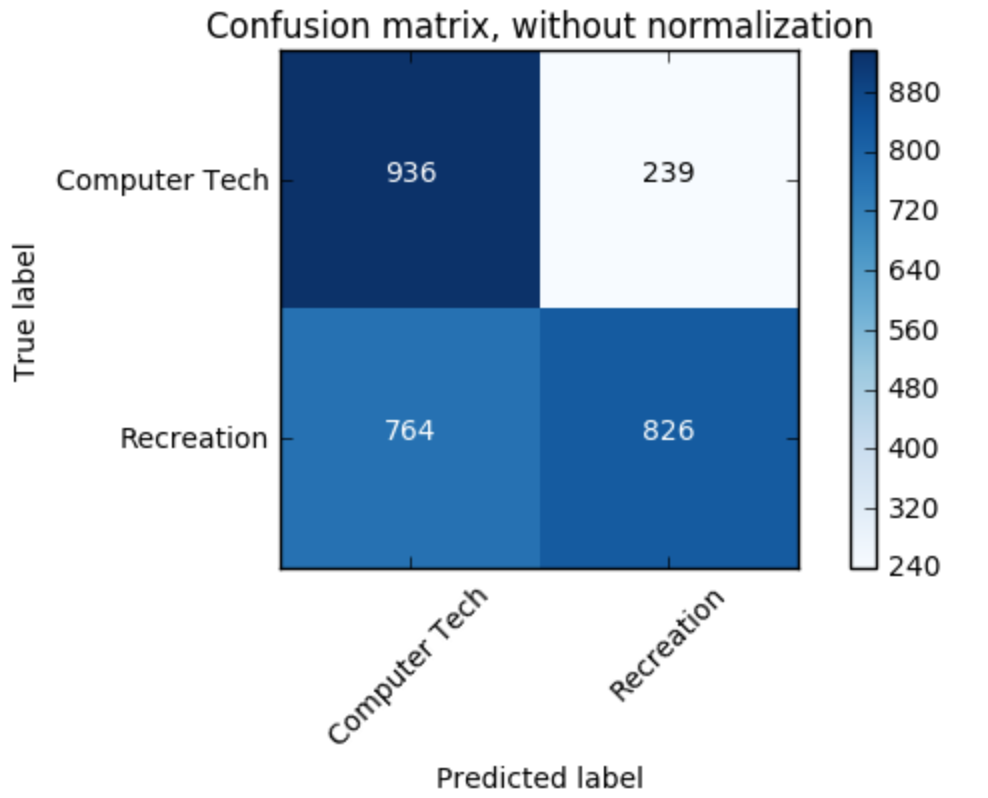 Confusion matrix, without normalization
True label
Computer Tech
936
239
Recreation
764
826
Computer Tech
Recreation
Predicted label
880
800
720
640
560
480
400
320
240